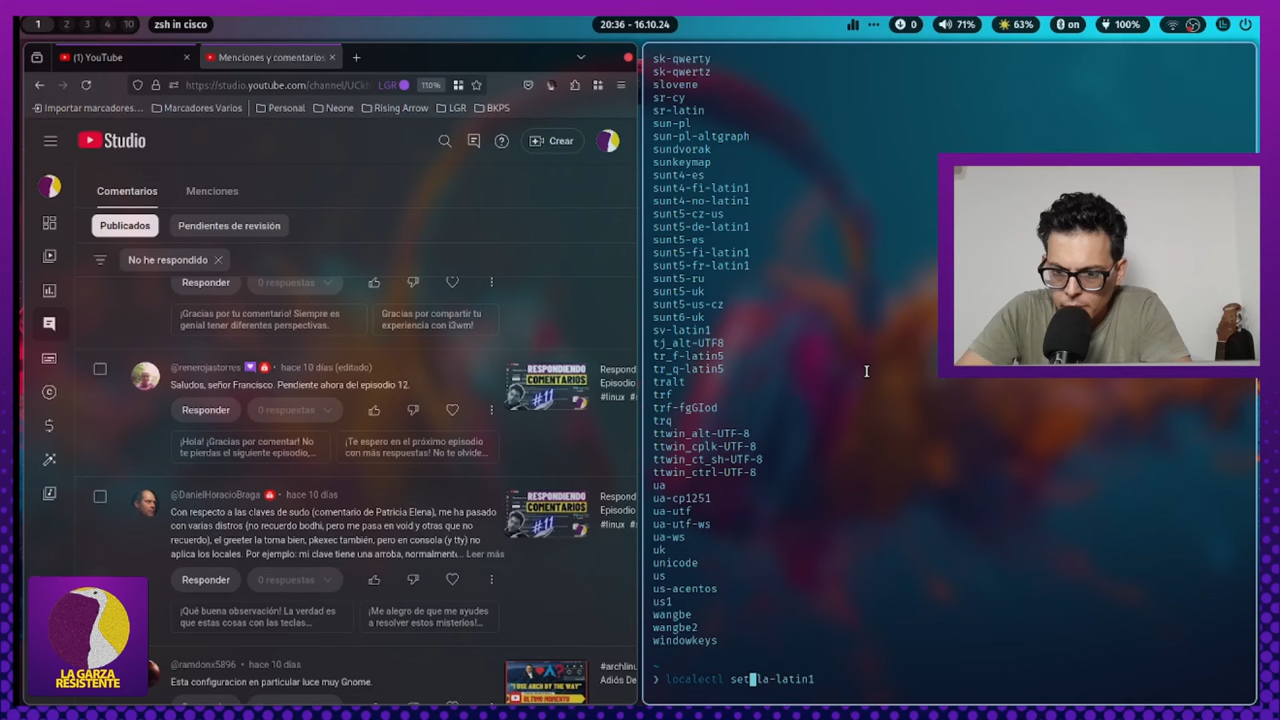 1 2 3 4 10 zsh in cisco
20:36 - 16.10.24
0 71% 63% on 100%
(1) YouTube
Menciones y comentarios
https://studio.youtube.com/channel/UCk
LGR
110%
Importar marcadores... Marcadores Varios Personal Neone Rising Arrow LGR BKPS
Studio
Crear
Comentarios Menciones
Publicados Pendientes de revisión
No he respondido
Responder 0 respuestas
¡Gracias por tu comentario! Siempre es
genial tener diferentes perspectivas.
Gracias por compartir tu
experiencia con i3wm!
@renerojastorres hace 10 días (editado)
Saludos, señor Francisco. Pendiente ahora del episodio 12.
Responder 0 respuestas
¡Hola! ¡Gracias por comentar! No
te pierdas el siguiente episodio,...
¡Te espero en el próximo episodio
con más respuestas! No te olvide...
RESPONDIENDO
COMENTARIOS
#11
Respond
Episodio
#linux #s
@DanielHoracioBraga hace 10 días
Con respecto a las claves de sudo (comentario de Patricia Elena), me ha pasado
con varias distros (no recuerdo bodhi, pero me pasa en void y otras que no
recuerdo), el greeter la toma bien, pkexec también, pero en consola (y tty) no
aplica los locales. Por ejemplo: mi clave tiene una arroba, normalment... Leer más
Responder 0 respuestas
¡Qué buena observación! La verdad es
que estas cosas con las teclas...
¡Me alegro de que me ayudes
a resolver estos misterios!...
RESPONDIENDO
COMENTARIOS
#11
Respond
Episodio
#linux #s
@ramdonx5896 hace 10 días
Esta configuracion en particular luce muy Gnome.
"I USE ARCH BY THE WAY"
ÚLTIMO MOMENTO
#archlinu
Adiós De
LA GARZA
RESISTENTE
sk-qwerty
sk-qwertz
slovene
sr-cy
sr-latin
sun-pl
sun-pl-altgraph
sundvorak
sunkeymap
sunt4-es
sunt4-fi-latin1
sunt4-no-latin1
sunt5-cz-us
sunt5-de-latin1
sunt5-es
sunt5-fi-latin1
sunt5-fr-latin1
sunt5-ru
sunt5-uk
sunt5-us-cz
sunt6-uk
sv-latin1
tj_alt-UTF8
tr_f-latin5
tr_q-latin5
tralt
trf
trf-fgGIod
trq
ttwin_alt-UTF-8
ttwin_cplk-UTF-8
ttwin_ct_sh-UTF-8
ttwin_ctrl-UTF-8
ua
ua-cp1251
ua-utf
ua-utf-ws
ua-ws
uk
unicode
us
us-acentos
us1
wangbe
wangbe2
windowkeys
~
❯ localectl set la-latin1